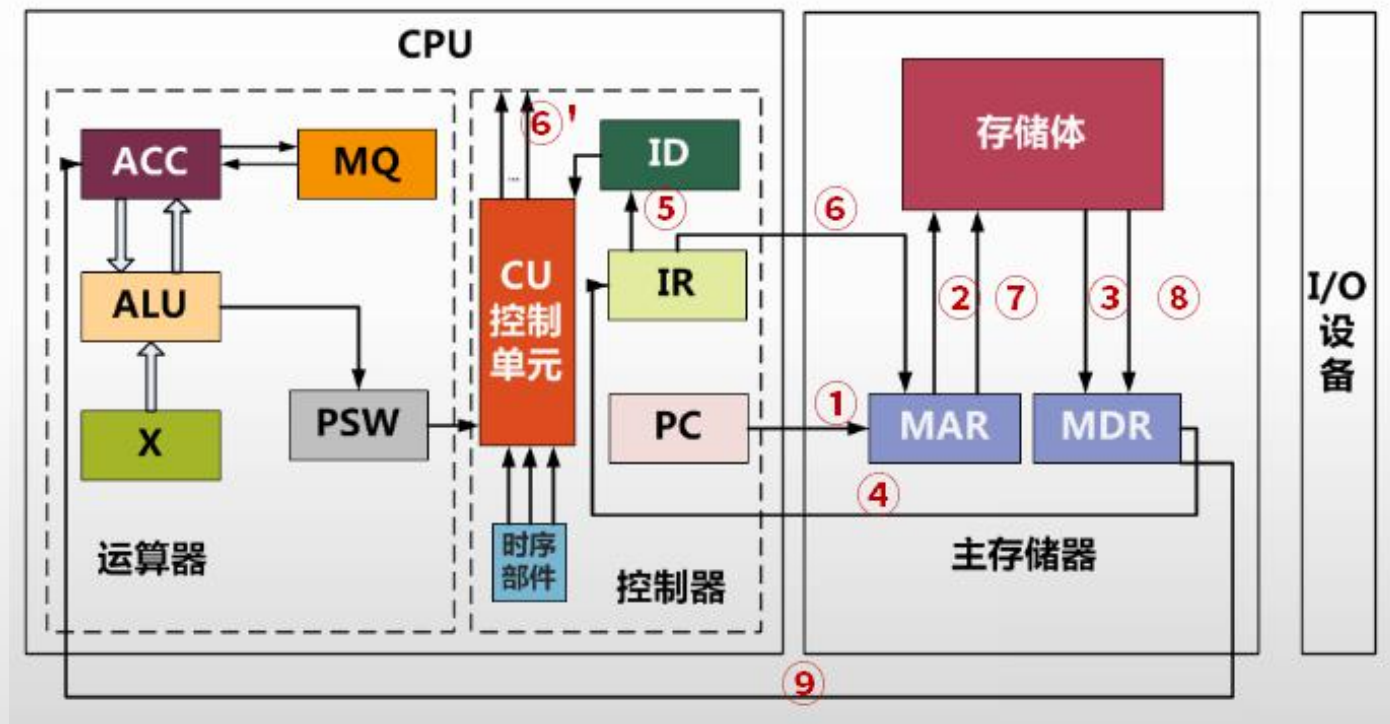 CPU
ACC
MQ
ALU
X
PSW
运算器
⑥'
...
CU
控制
单元
时序
部件
ID
⑤
IR
PC
控制器
⑥
①
④
⑨
存储体
②
⑦
③
⑧
MAR
MDR
主存储器
I/O
设
备